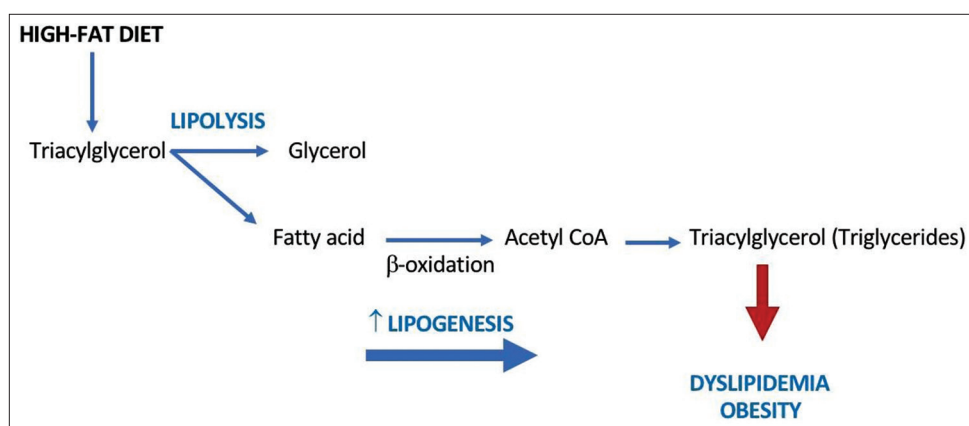 HIGH-FAT DIET
LIPOLYSIS
Triacylglycerol
Glycerol
Fatty acid
Acetyl CoA
Triacylglycerol (Triglycerides)
β-oxidation
↑ LIPOGENESIS
DYSLIPIDEMIA
OBESITY